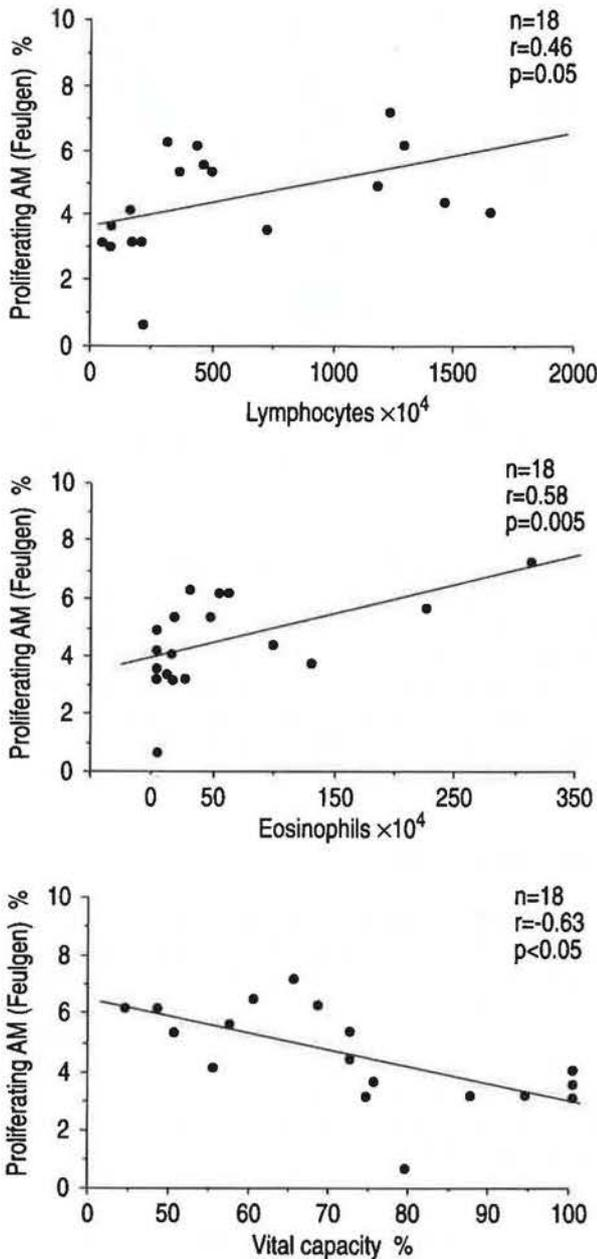 10
8
6
4
2
0
Proliferating AM (Feulgen) %
n=18
r=0.46
p=0.05
0 500 1000 1500 2000
Lymphocytes ×10⁴
10
8
6
4
2
0
Proliferating AM (Feulgen) %
n=18
r=0.58
p=0.005
0 50 150 250 350
Eosinophils ×10⁴
10
8
6
4
2
0
Proliferating AM (Feulgen) %
n=18
r=-0.63
p<0.05
0 50 60 70 80 90 100
Vital capacity %